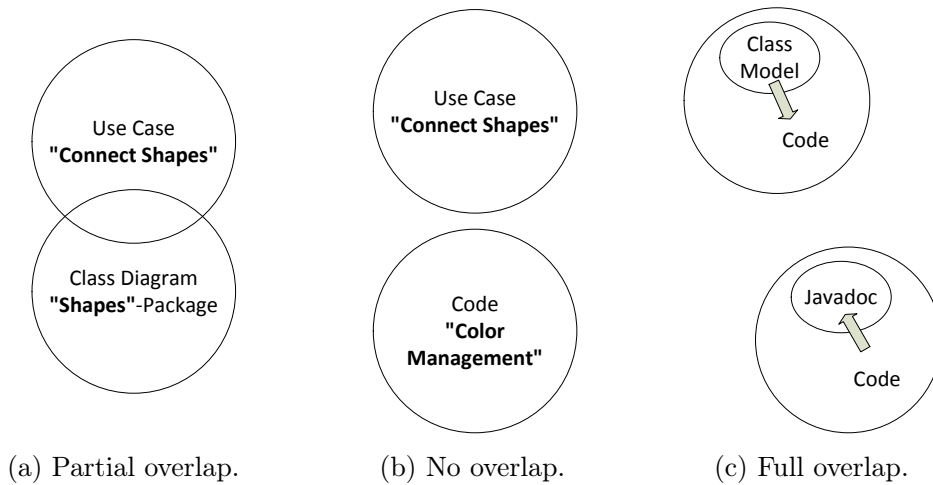 Use Case
"Connect Shapes"
Class Diagram
"Shapes"-Package
(a) Partial overlap.
Use Case
"Connect Shapes"
Code
"Color
Management"
(b) No overlap.
Class
Model
Code
Javadoc
Code
(c) Full overlap.